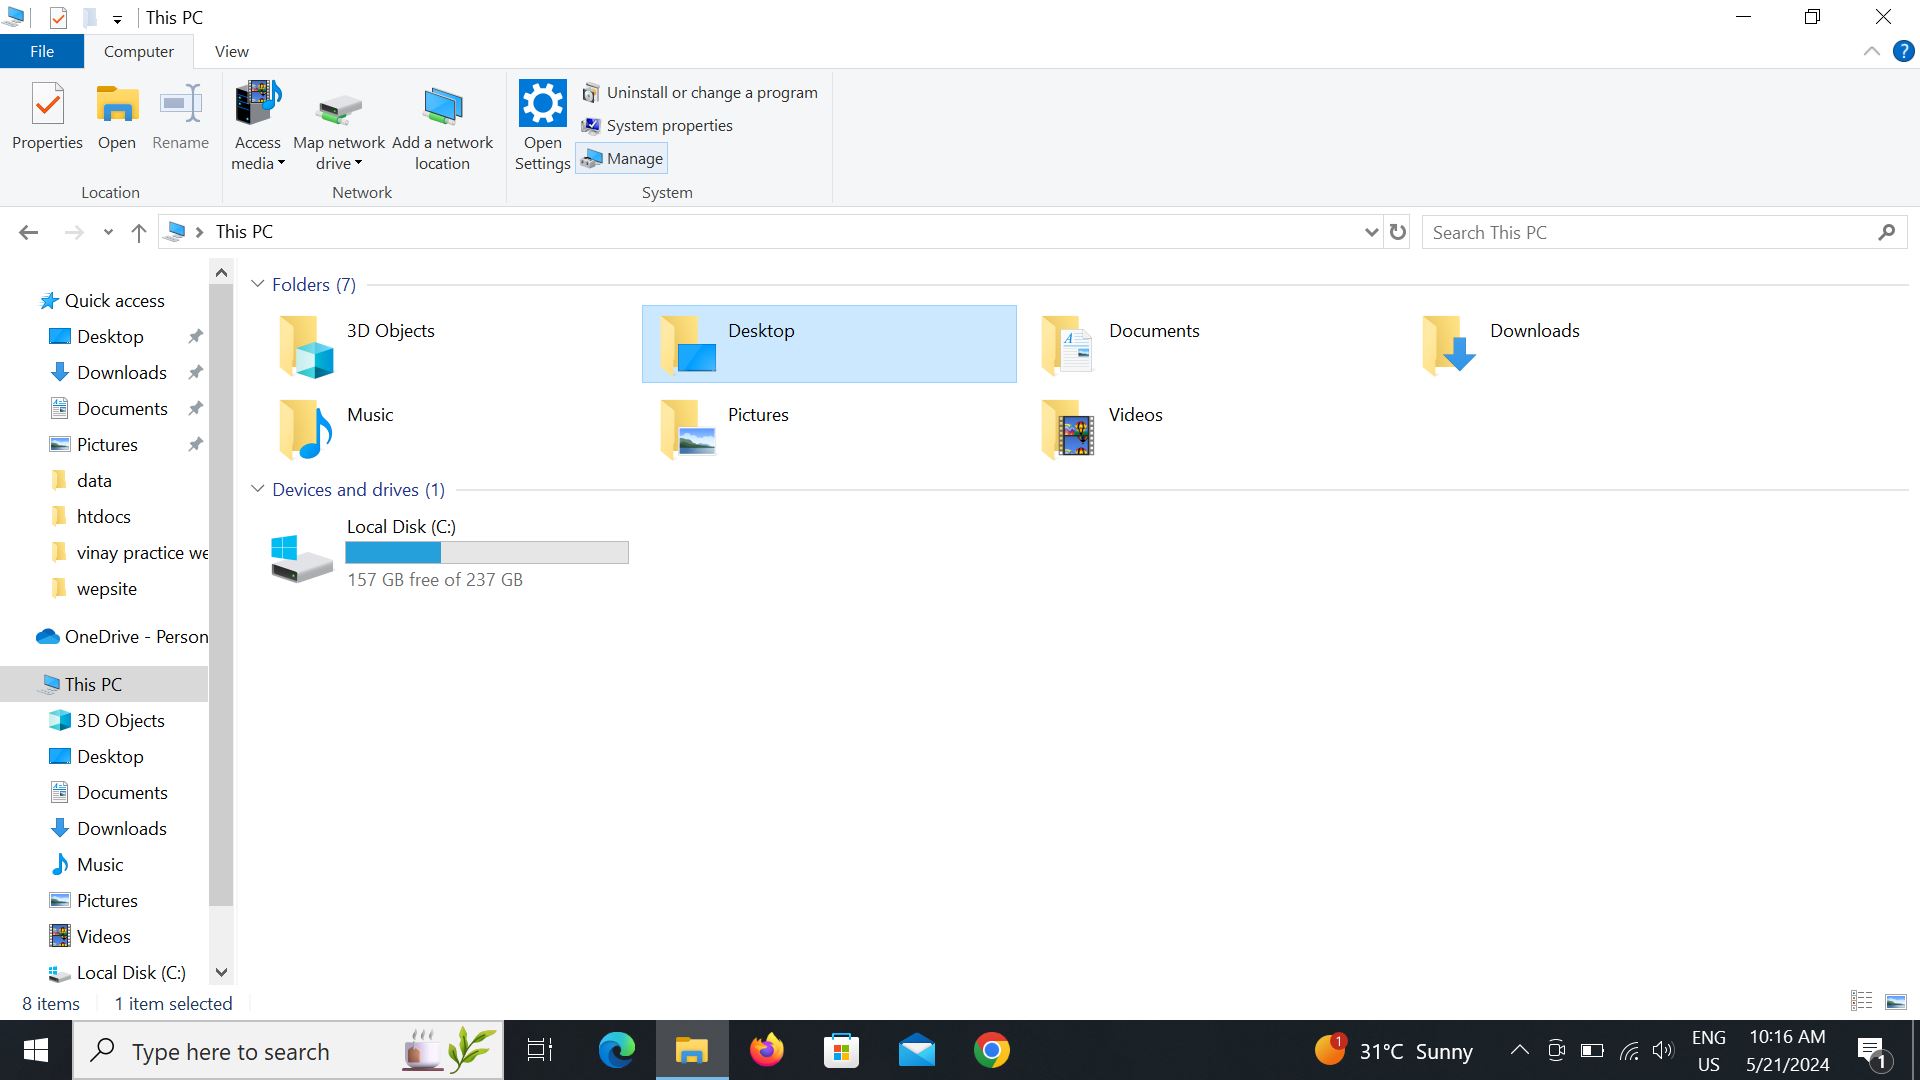 This PC
File
Computer
View
Properties
Open
Rename
Access media
Map network drive
Add a network location
Open Settings
Uninstall or change a program
System properties
Manage
Location
Network
System
This PC
Search This PC
Quick access
Desktop
Downloads
Documents
Pictures
data
htdocs
vinay practice we
wepsite
OneDrive - Person
This PC
3D Objects
Desktop
Documents
Downloads
Music
Pictures
Videos
Local Disk (C:)
Folders (7)
3D Objects
Desktop
Documents
Downloads
Music
Pictures
Videos
Devices and drives (1)
Local Disk (C:)
157 GB free of 237 GB
8 items
1 item selected
Type here to search
1
31°C Sunny
ENG
US
10:16 AM
5/21/2024
1